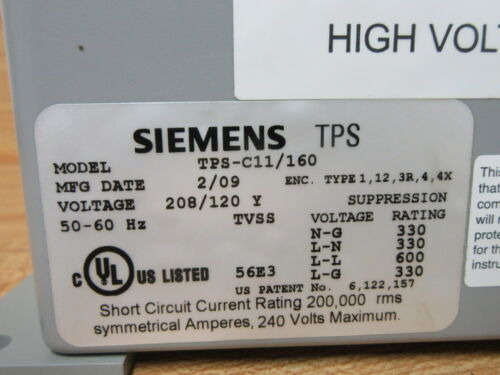 HIGH VOLT
SIEMENS TPS
MODEL TPS-C11/160
MFG DATE 2/09 ENC. TYPE 1,12,3R,4,4X
VOLTAGE 208/120 Y SUPPRESSION
50-60 Hz TVSS VOLTAGE RATING
N-G 330
L-N 330
L-L 600
L-G 330
C UL US LISTED 56E3
US PATENT No. 6,122,157
Short Circuit Current Rating 200,000 rms
symmetrical Amperes, 240 Volts Maximum.
This
that
com
will r
prote
for th
instru